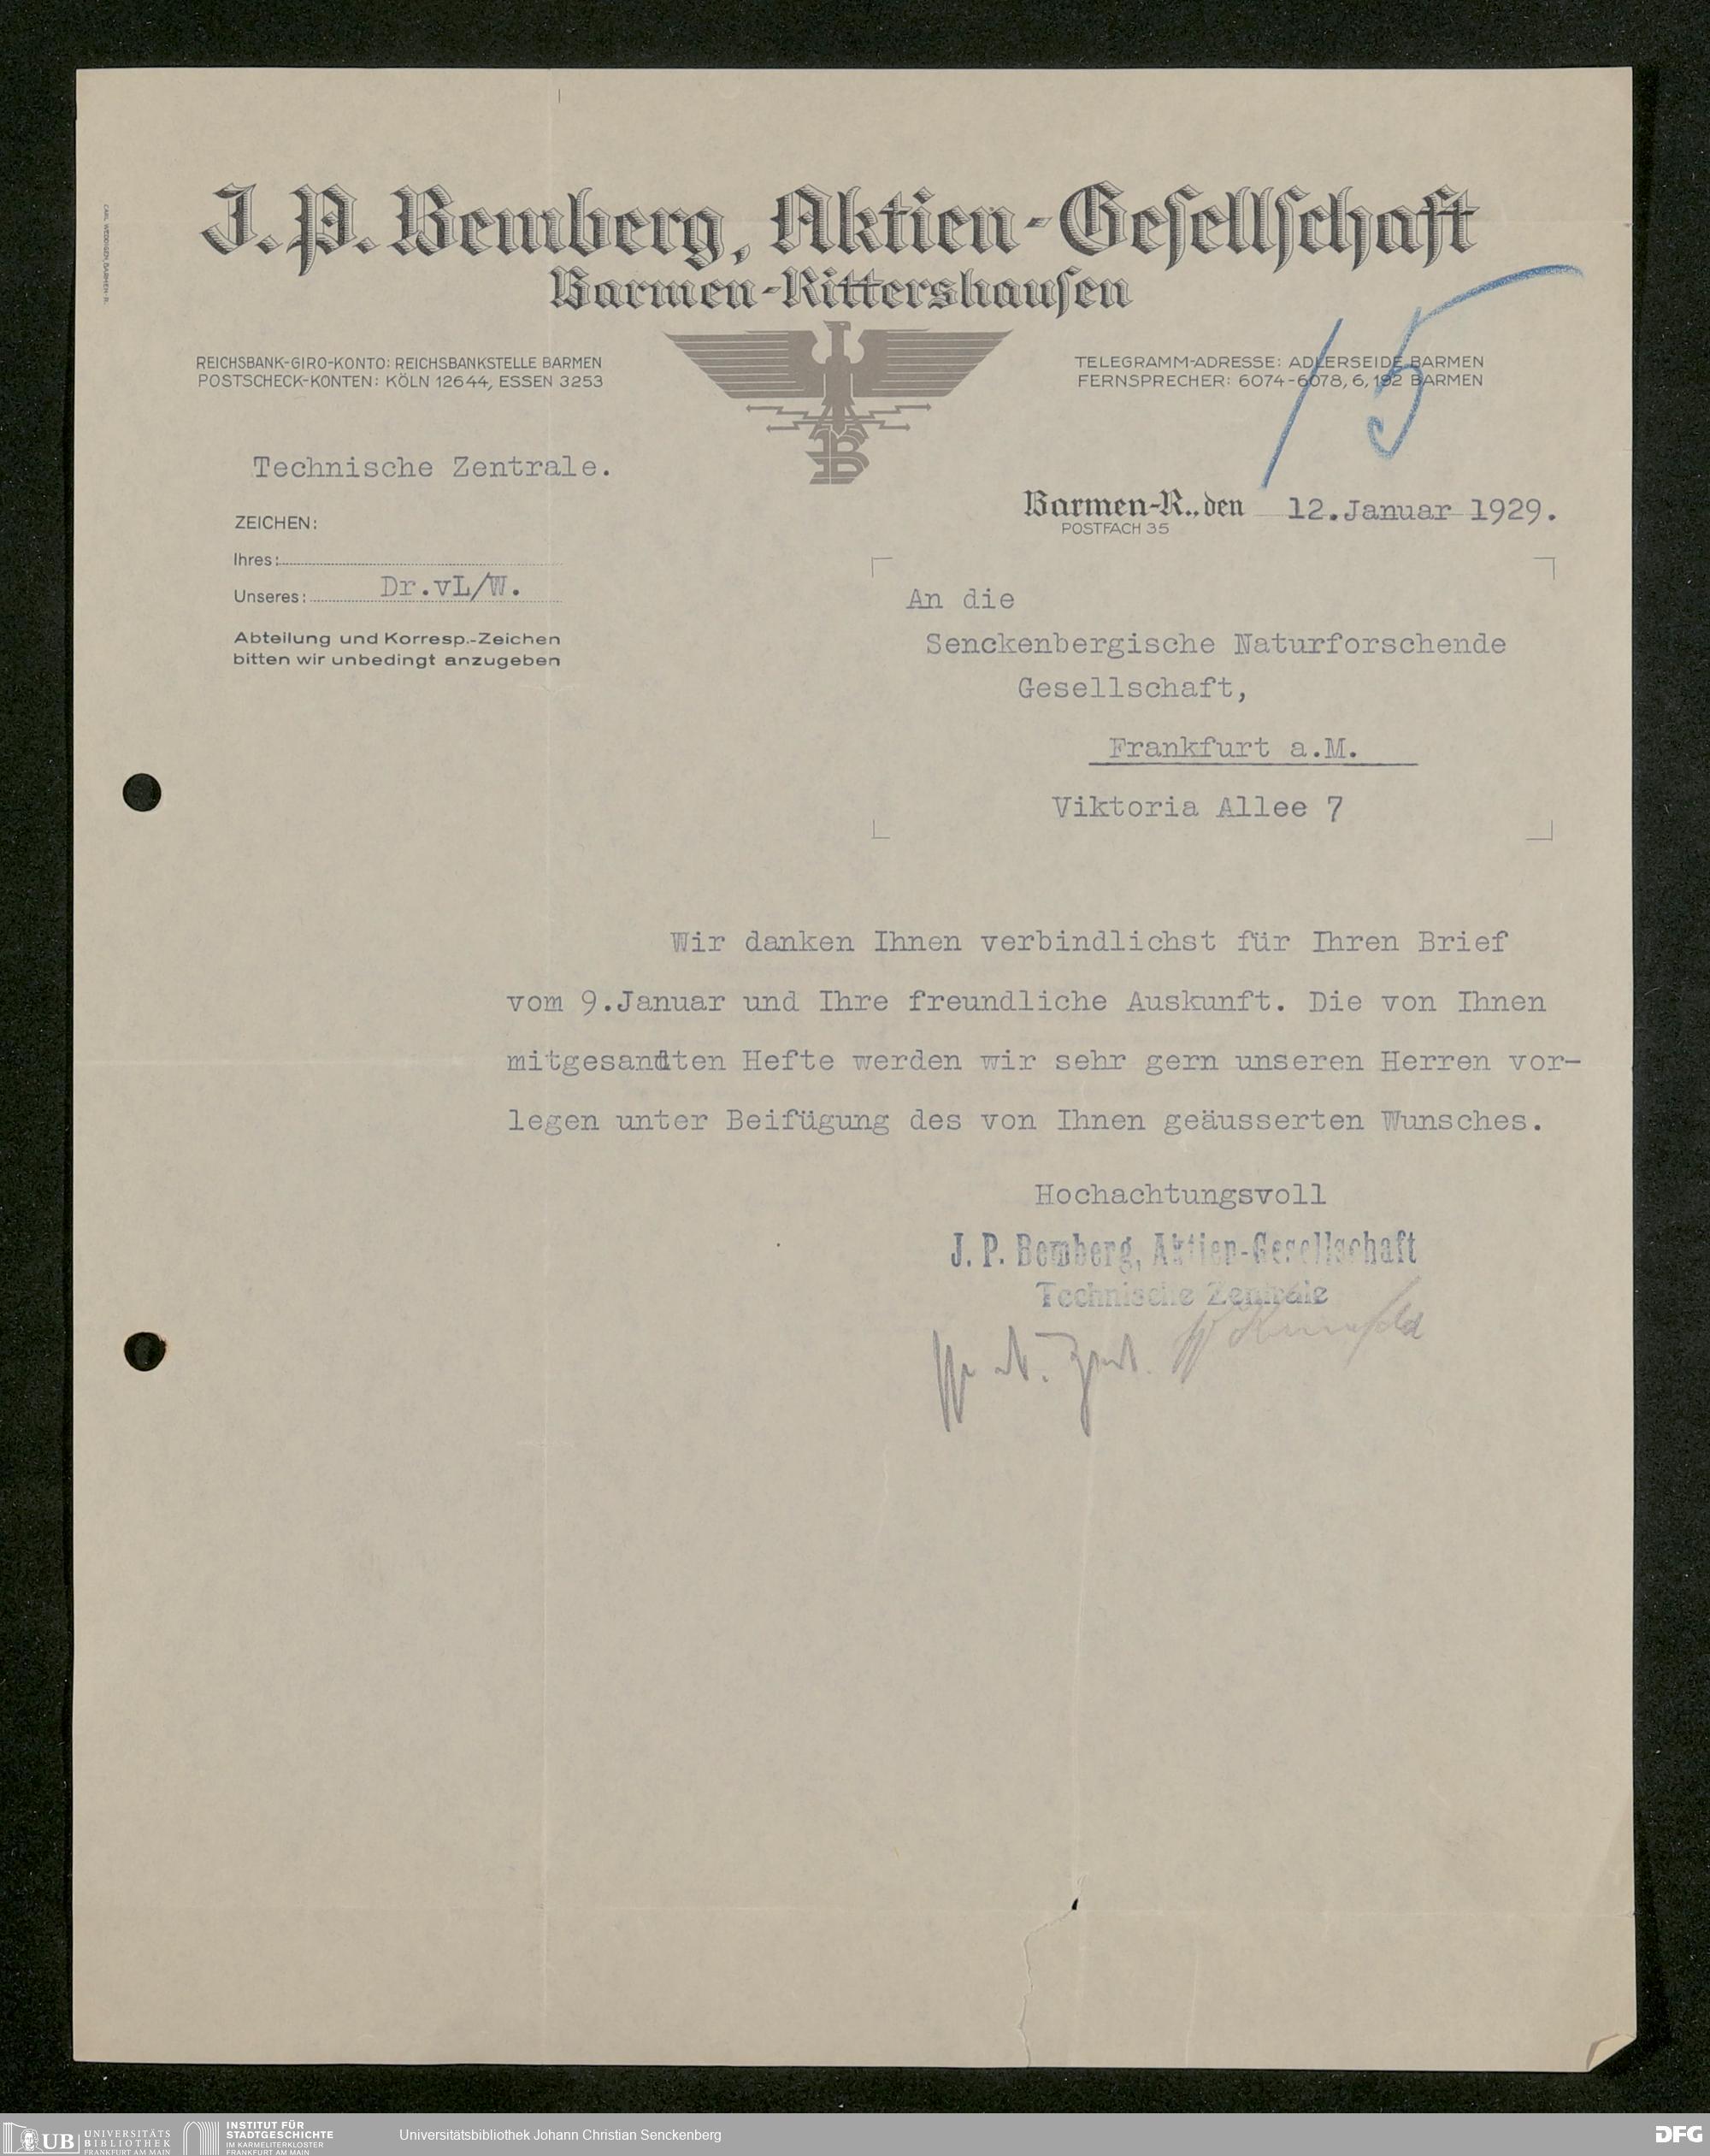 J. P. Bemberg, Aktien-Gesellschaft
Barmen-Rittershausen
REICHSBANK-GIRO-KONTO: REICHSBANKSTELLE BARMEN
POSTSCHECK-KONTEN: KÖLN 12644, ESSEN 3253
TELEGRAMM-ADRESSE: ADLERSEIDE BARMEN
FERNSPRECHER: 6074-6078, 6, 192 BARMEN
15
B
Technische Zentrale.
Barmen-R., den 12.Januar 1929.
POSTFACH 35
ZEICHEN:
Ihres:
Unseres: Dr.vL/W.
Abteilung und Korresp.-Zeichen
bitten wir unbedingt anzugeben
An die
Senckenbergische Naturforschende
Gesellschaft,
Frankfurt a.M.
Viktoria Allee 7
Wir danken Ihnen verbindlichst für Ihren Brief
vom 9.Januar und Ihre freundliche Auskunft. Die von Ihnen
mitgesandten Hefte werden wir sehr gern unseren Herren vor-
legen unter Beifügung des von Ihnen geäusserten Wunsches.
Hochachtungsvoll
J. P. Bemberg, Aktien-Gesellschaft
Technische Zentrale
UB UNIVERSITÄTS
BIBLIOTHEK
FRANKFURT AM MAIN
INSTITUT FÜR
STADTGESCHICHTE
IM KARMELITERKLOSTER
FRANKFURT AM MAIN
Universitätsbibliothek Johann Christian Senckenberg
DFG